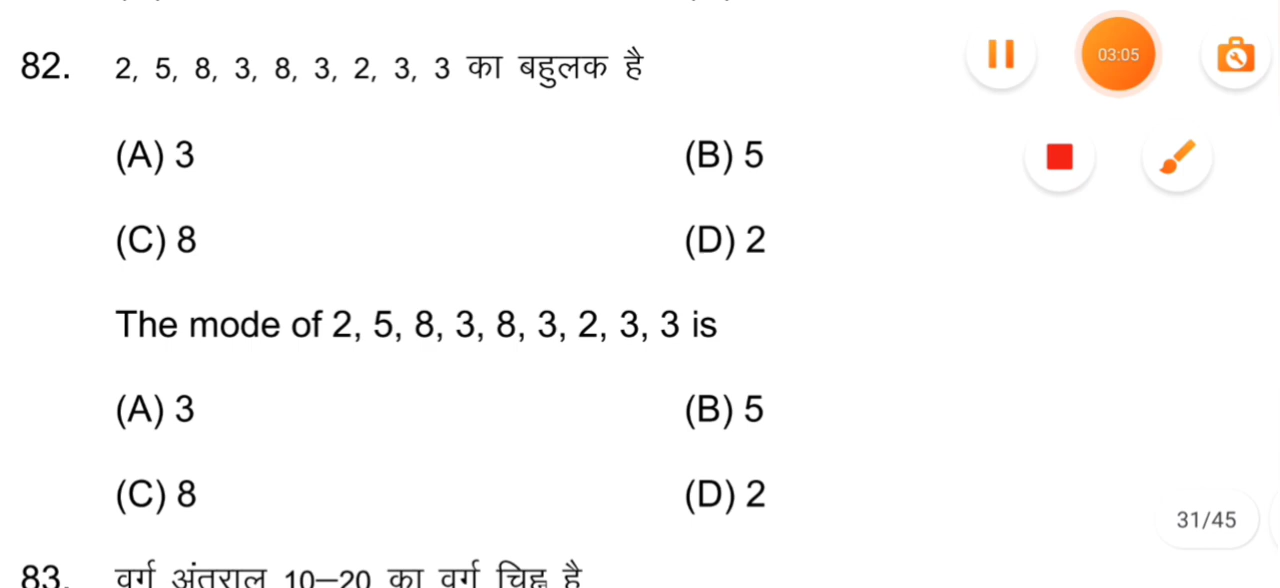 82. 2, 5, 8, 3, 8, 3, 2, 3, 3 का बहुलक है
03:05
(A) 3 (B) 5
(C) 8 (D) 2
The mode of 2, 5, 8, 3, 8, 3, 2, 3, 3 is
(A) 3 (B) 5
(C) 8 (D) 2
31/45
83. वर्ग अंतराल 10–20 का वर्ग चिह्न है